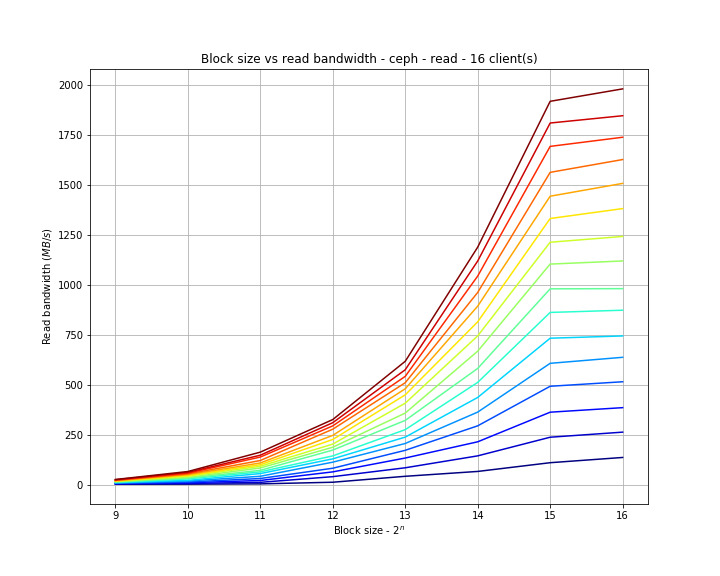 Block size vs read bandwidth - ceph - read - 16 client(s)
2000
1750
1500
1250
1000
750
500
250
0
Read bandwidth (MB/s)
9 10 11 12 13 14 15 16
Block size - 2^n